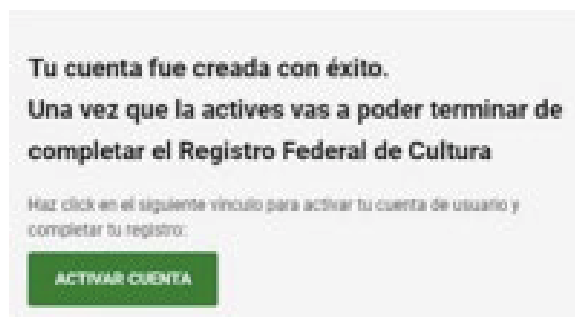 Tu cuenta fue creada con éxito.
Una vez que la actives vas a poder terminar de
completar el Registro Federal de Cultura
Haz click en el siguiente vínculo para activar tu cuenta de usuario y
completar tu registro:
ACTIVAR CUENTA